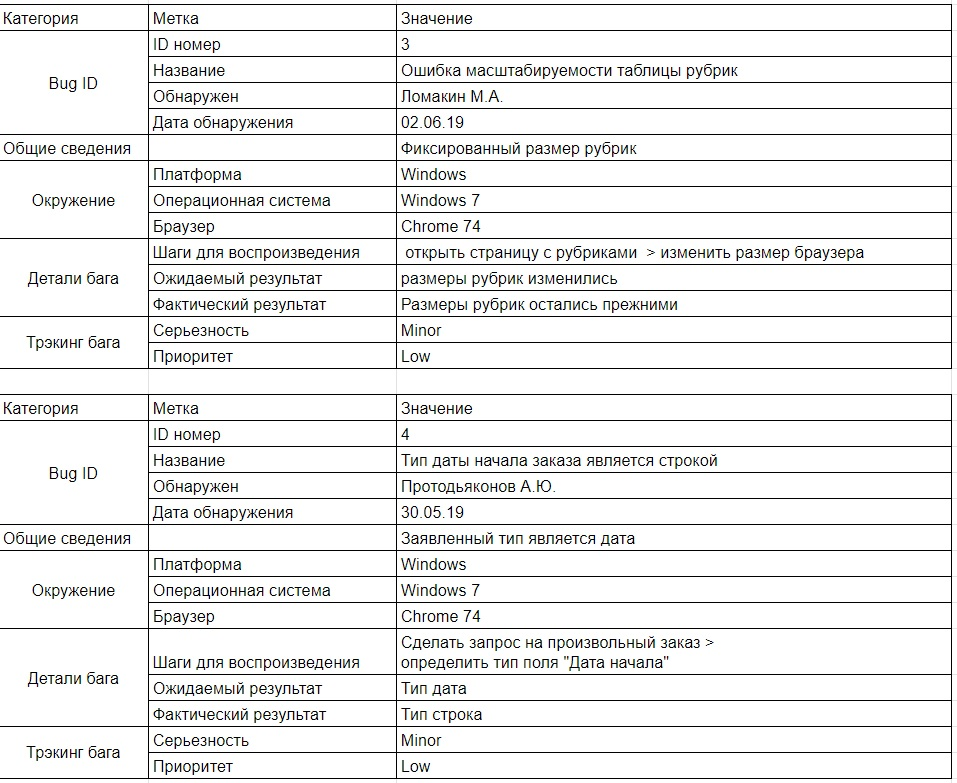 Категория Метка Значение
ID номер 3
Название Ошибка масштабируемости таблицы рубрик
Bug ID
Обнаружен Ломакин М.А.
Дата обнаружения 02.06.19
Общие сведения Фиксированный размер рубрик
Платформа Windows
Окружение Операционная система Windows 7
Браузер Chrome 74
Шаги для воспроизведения открыть страницу с рубриками > изменить размер браузера
Детали бага Ожидаемый результат размеры рубрик изменились
Фактический результат Размеры рубрик остались прежними
Серьезность Minor
Трэкинг бага
Приоритет Low
Категория Метка Значение
ID номер 4
Название Тип даты начала заказа является строкой
Bug ID
Обнаружен Протодьяконов А.Ю.
Дата обнаружения 30.05.19
Общие сведения Заявленный тип является дата
Платформа Windows
Окружение Операционная система Windows 7
Браузер Chrome 74
Сделать запрос на произвольный заказ >
Шаги для воспроизведения определить тип поля "Дата начала"
Детали бага
Ожидаемый результат Тип дата
Фактический результат Тип строка
Серьезность Minor
Трэкинг бага
Приоритет Low